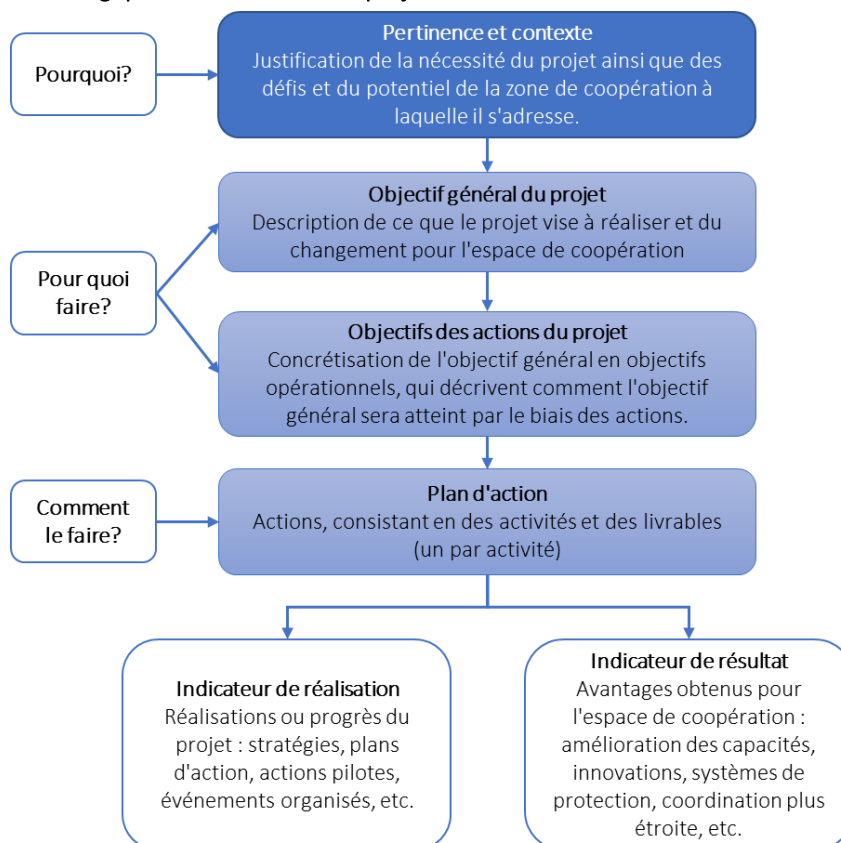 Pertinence et contexte
Pourquoi?
Justification de la nécessité du projet ainsi que des
défis et du potentiel de la zone de coopération à
laquelle il s'adresse.
Objectif général du projet
Description de ce que le projet vise à réaliser et du
changement pour l'espace de coopération
Pour quoi
faire?
Objectifs des actions du projet
Concrétisation de l'objectif général en objectifs
opérationnels, qui décrivent comment l'objectif
général sera atteint par le biais des actions.
Comment
le faire?
Plan d'action
Actions, consistant en des activités et des livrables
(un par activité)
Indicateur de réalisation
Réalisations ou progrès du
projet : stratégies, plans
d'action, actions pilotes,
événements organisés, etc.
Indicateur de résultat
Avantages obtenus pour
l'espace de coopération :
amélioration des capacités,
innovations, systèmes de
protection, coordination plus
étroite, etc.